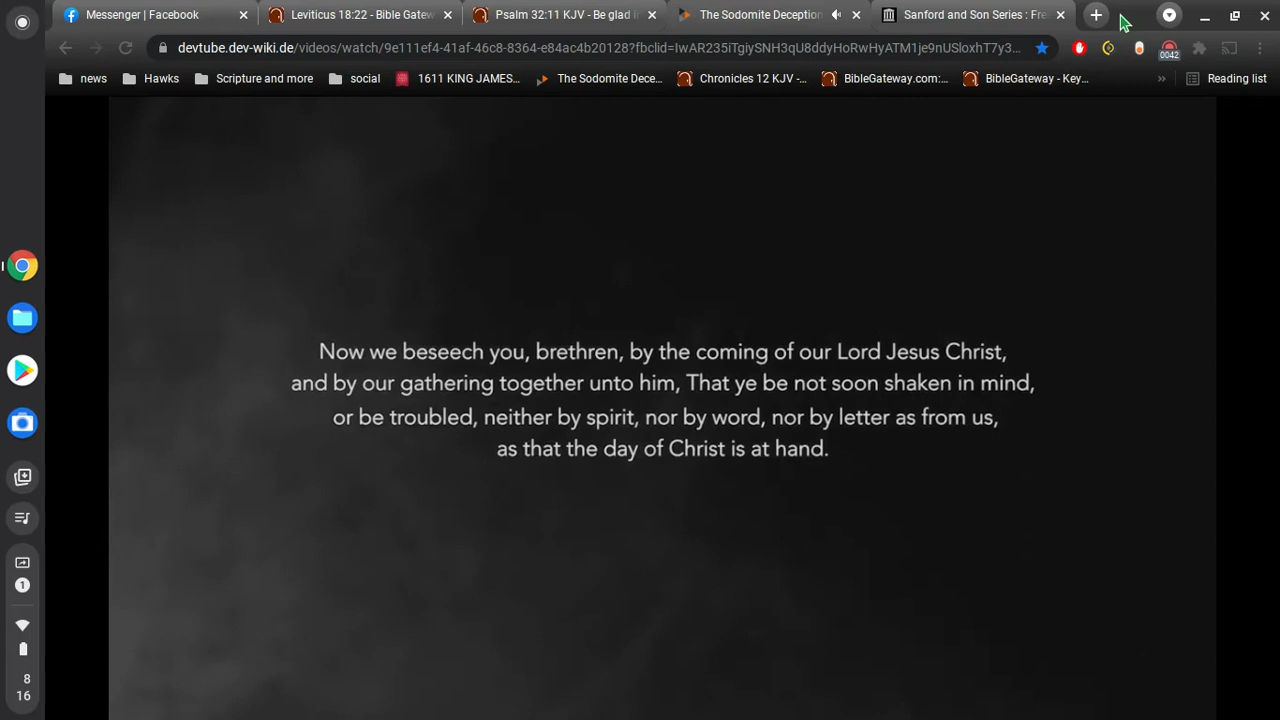 Messenger | Facebook
Leviticus 18:22 - Bible Gatew
Psalm 32:11 KJV - Be glad i
The Sodomite Deception
Sanford and Son Series : Fre
devtube.dev-wiki.de/videos/watch/9e111ef4-41af-46c8-8364-e84ac4b20128?fbclid=IwAR235iTgiySNH3qU8ddyHoRwHyATM1je9nUSloxhT7y3...
0042
news
Hawks
Scripture and more
social
1611 KING JAMES...
The Sodomite Dece...
Chronicles 12 KJV -...
BibleGateway.com:...
BibleGateway - Key...
»
Reading list
Now we beseech you, brethren, by the coming of our Lord Jesus Christ,
and by our gathering together unto him, That ye be not soon shaken in mind,
or be troubled, neither by spirit, nor by word, nor by letter as from us,
as that the day of Christ is at hand.
1
8
16